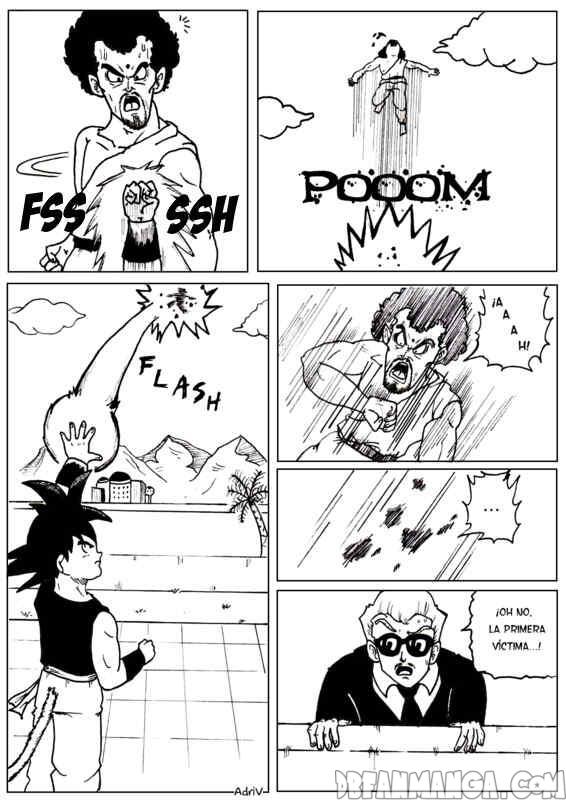 FSS
SSH
POOOM
FLASH
¡A
A
A
H!
...
¡OH NO,
LA PRIMERA
VÍCTIMA...!
AdriV
DBFANMANGA.COM